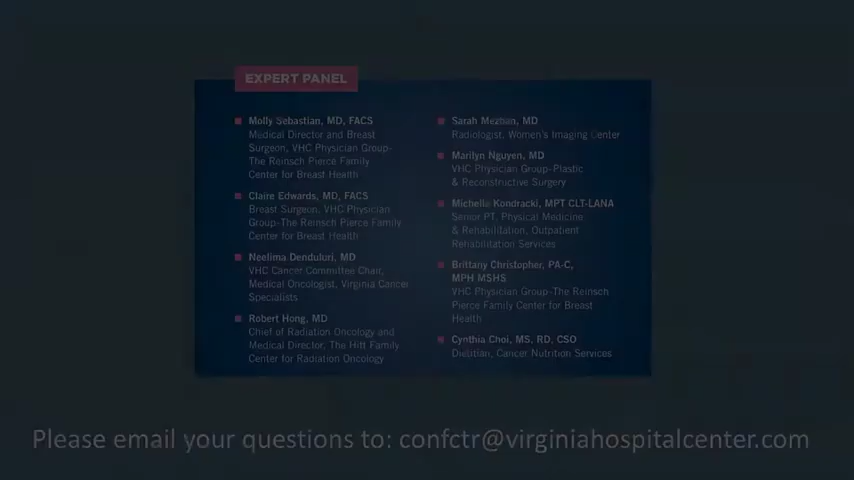 EXPERT PANEL
Molly Sebastian, MD, FACS
Medical Director and Breast
Surgeon, VHC Physician Group-
The Reinsch Pierce Family
Center for Breast Health
Claire Edwards, MD, FACS
Breast Surgeon, VHC Physician
Group-The Reinsch Pierce Family
Center for Breast Health
Neelima Denduluri, MD
VHC Cancer Committee Chair,
Medical Oncologist, Virginia Cancer
Specialists
Robert Hong, MD
Chief of Radiation Oncology and
Medical Director, The Hitt Family
Center for Radiation Oncology
Sarah Mezban, MD
Radiologist, Women's Imaging Center
Marilyn Nguyen, MD
VHC Physician Group-Plastic
& Reconstructive Surgery
Michelle Kondracki, MPT CLT-LANA
Senior PT, Physical Medicine
& Rehabilitation, Outpatient
Rehabilitation Services
Brittany Christopher, PA-C,
MPH MSHS
VHC Physician Group-The Reinsch
Pierce Family Center for Breast
Health
Cynthia Choi, MS, RD, CSO
Dietitian, Cancer Nutrition Services
Please email your questions to: confctr@virginiahospitalcenter.com